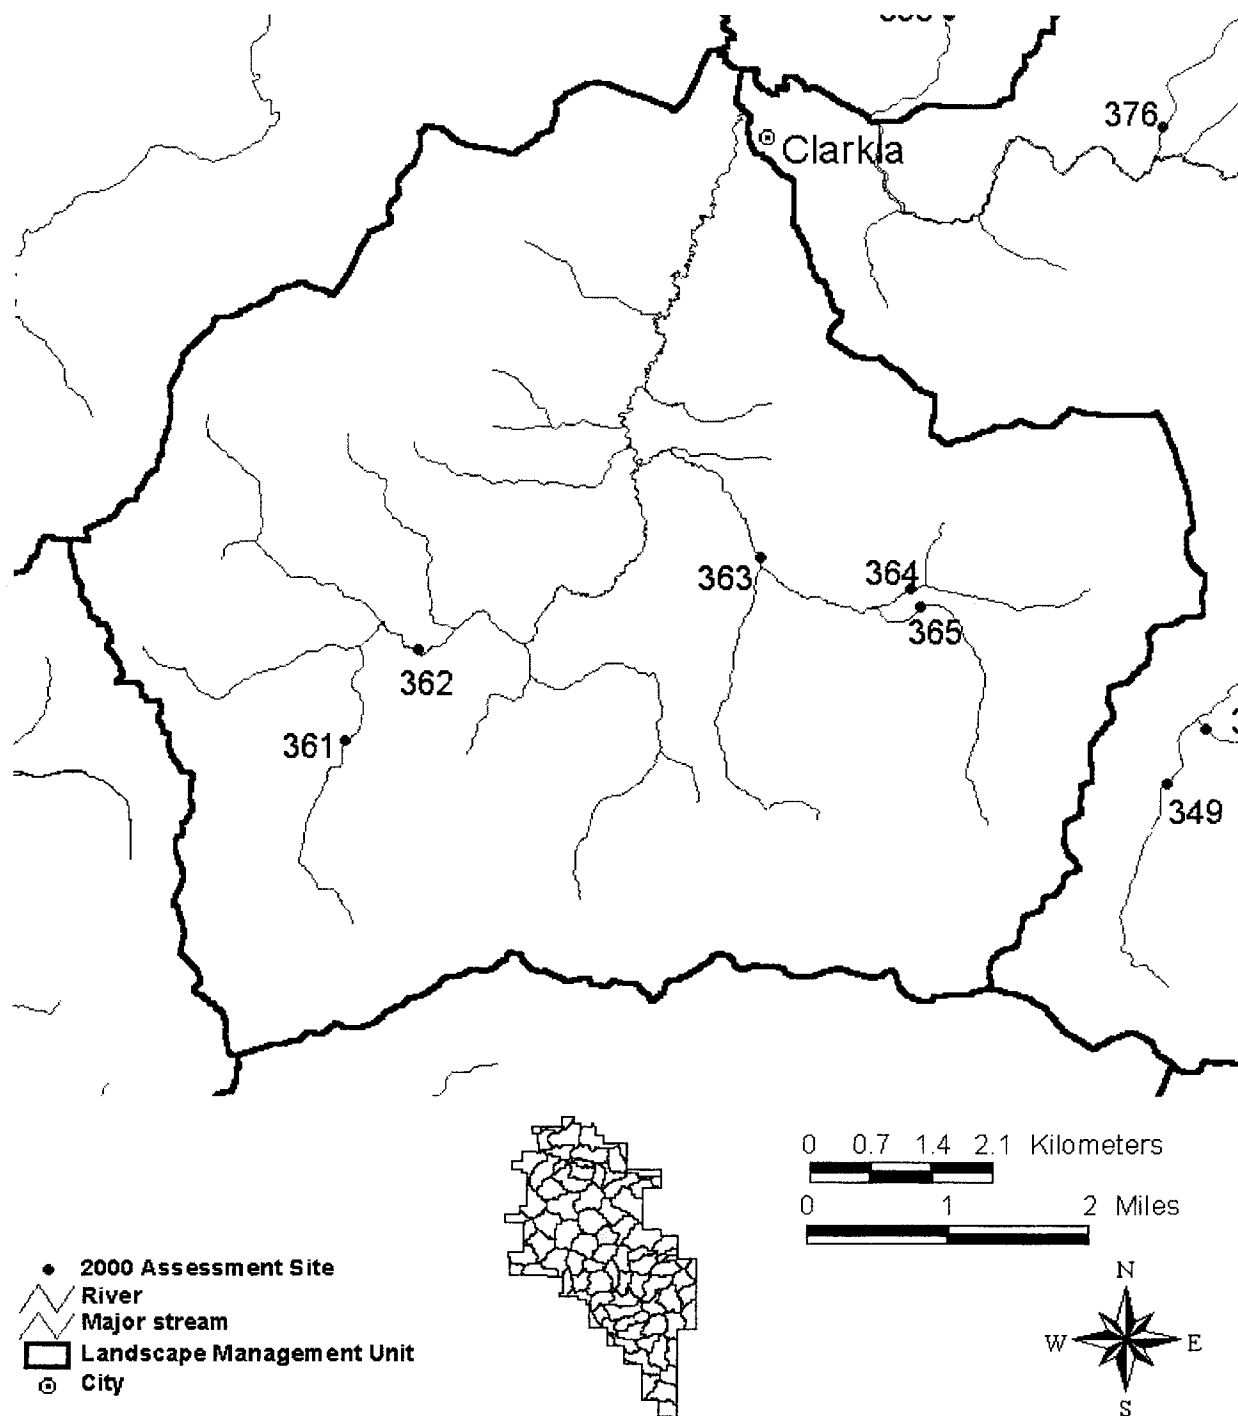 376
Clarkia
363
364
365
362
361
349
0 0.7 1.4 2.1 Kilometers
0 1 2 Miles
2000 Assessment Site
River
Major stream
Landscape Management Unit
City
N
W E
S